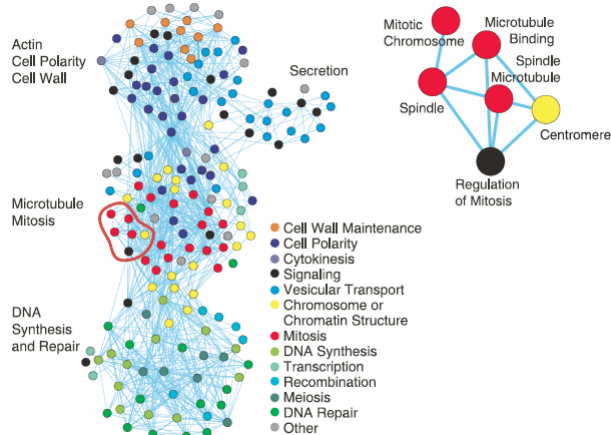 Actin
Cell Polarity
Cell Wall
Secretion
Microtubule
Mitosis
DNA
Synthesis
and Repair
Cell Wall Maintenance
Cell Polarity
Cytokinesis
Signaling
Vesicular Transport
Chromosome or
Chromatin Structure
Mitosis
DNA Synthesis
Transcription
Recombination
Meiosis
DNA Repair
Other
Mitotic
Chromosome
Microtubule
Binding
Spindle
Microtubule
Spindle
Centromere
Regulation
of Mitosis